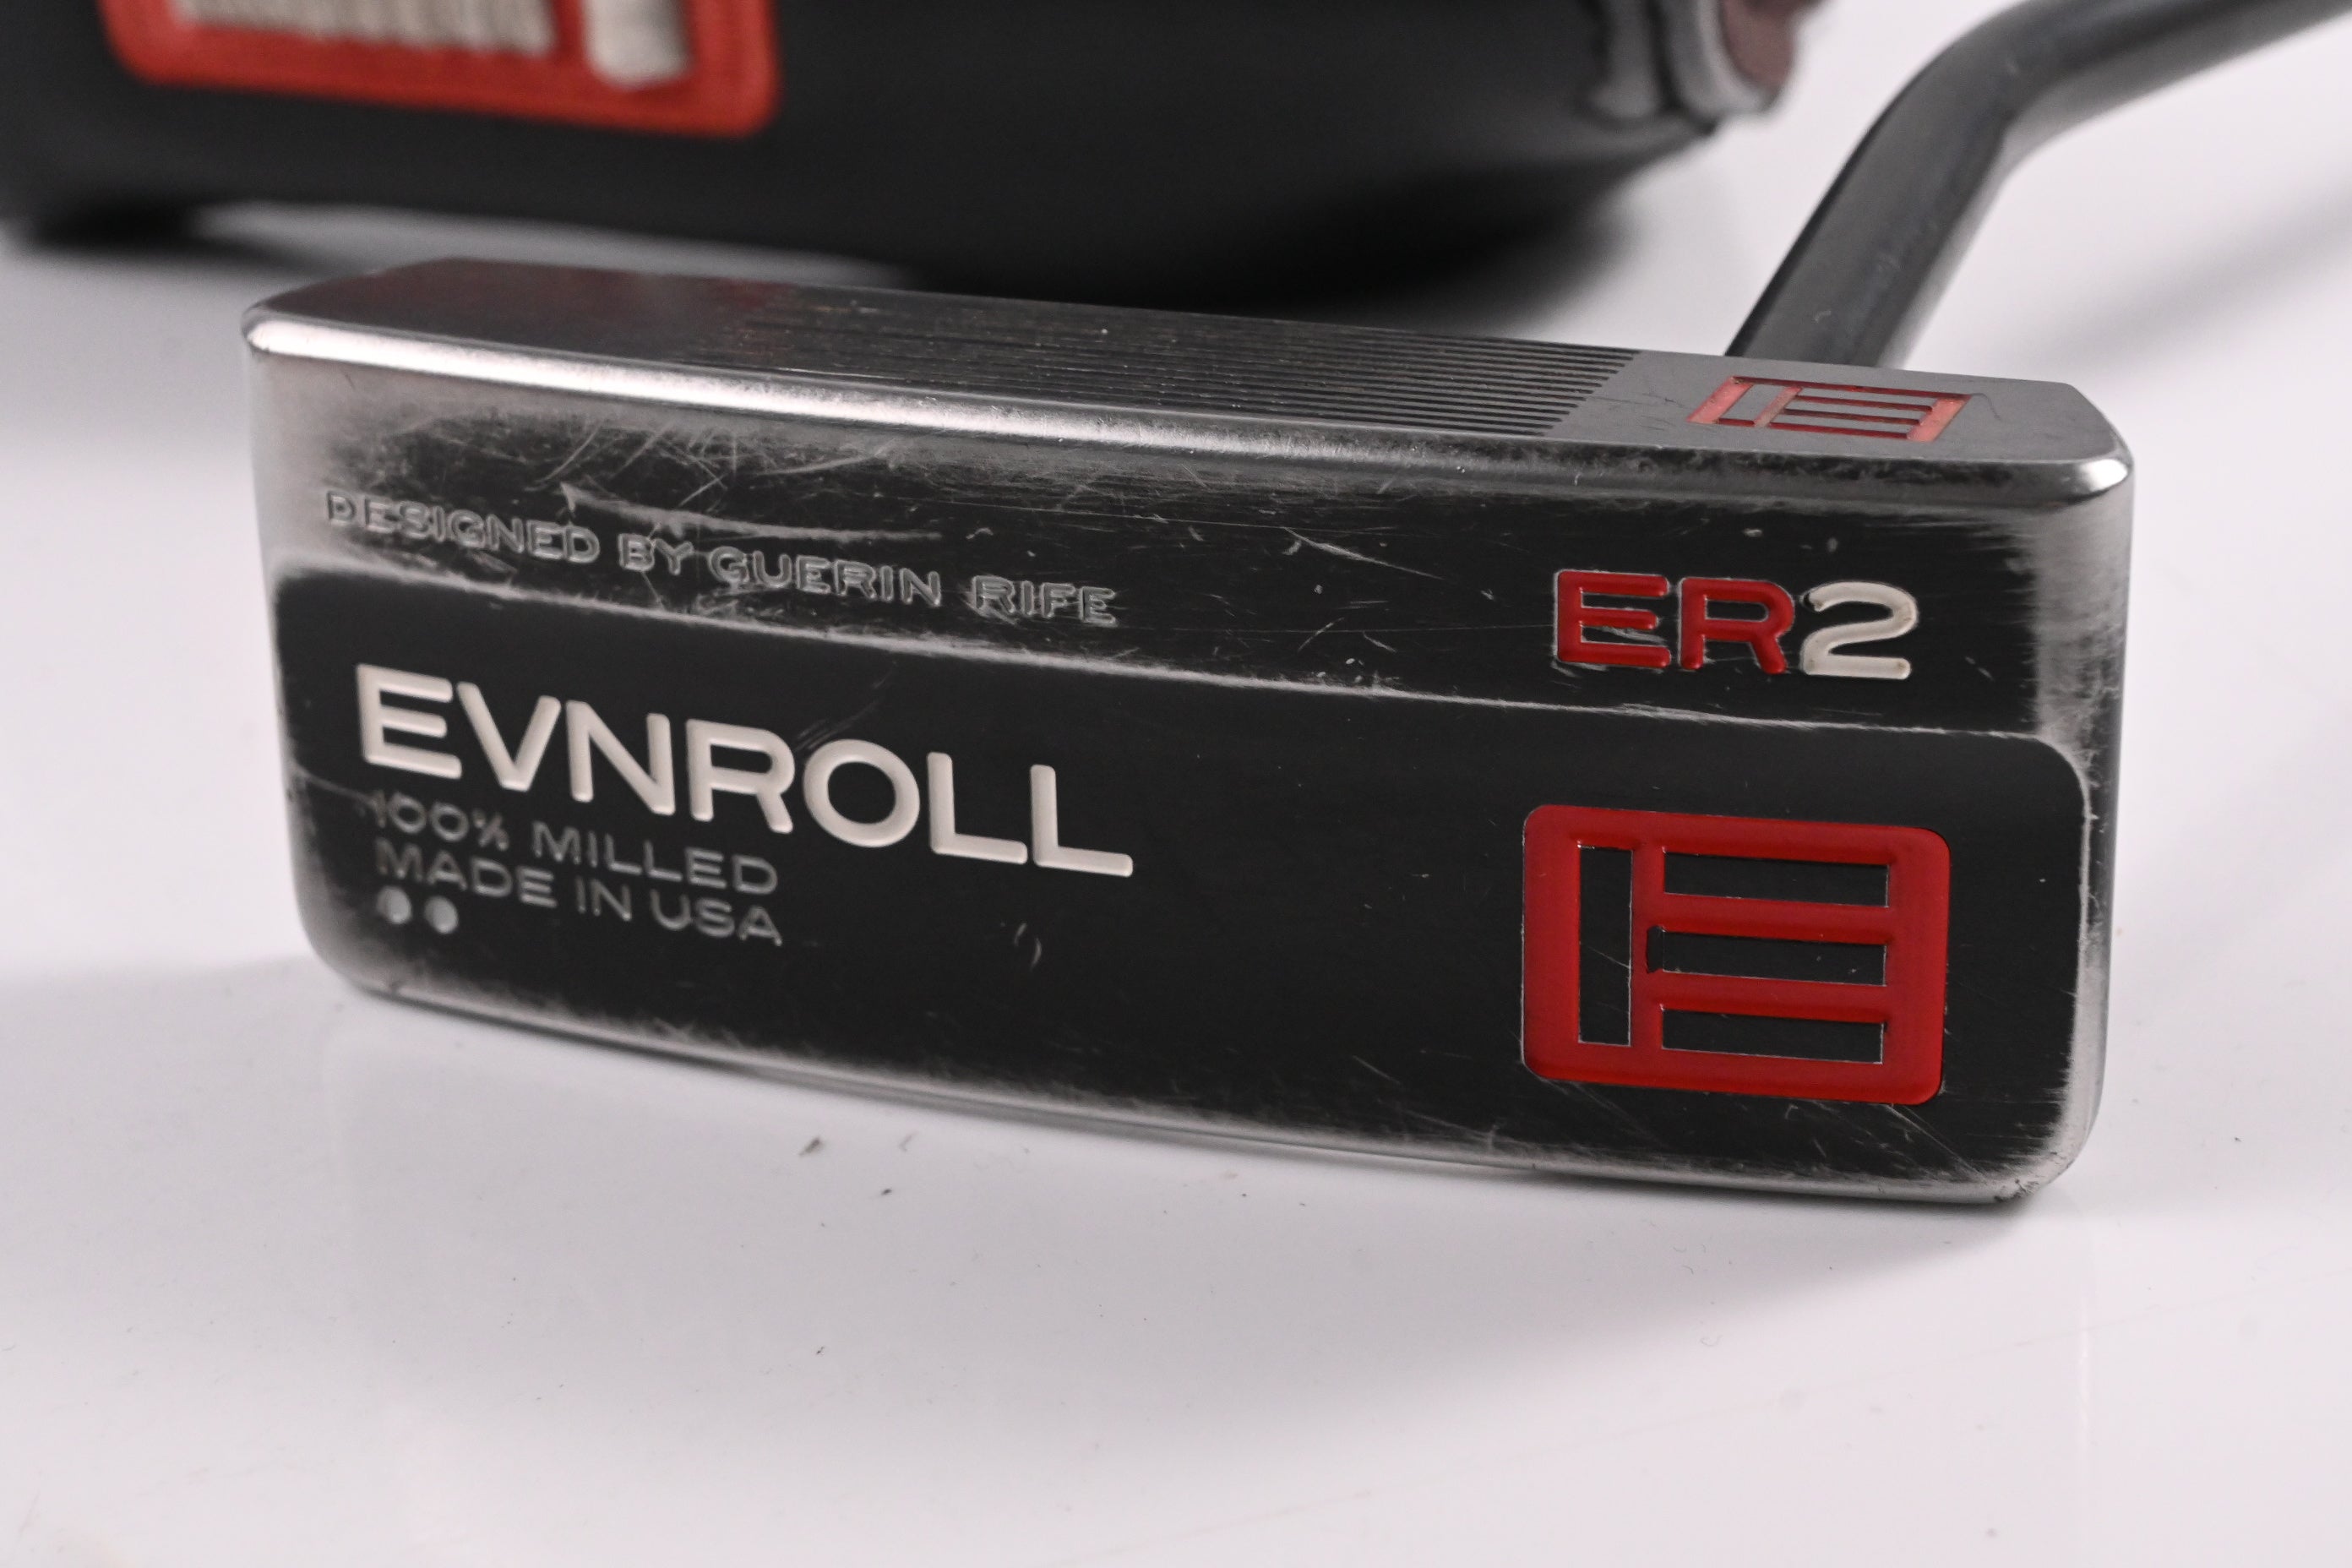 DESIGNED BY GUERIN RIFE
ER2
EVNROLL
100% MILLED
MADE IN USA